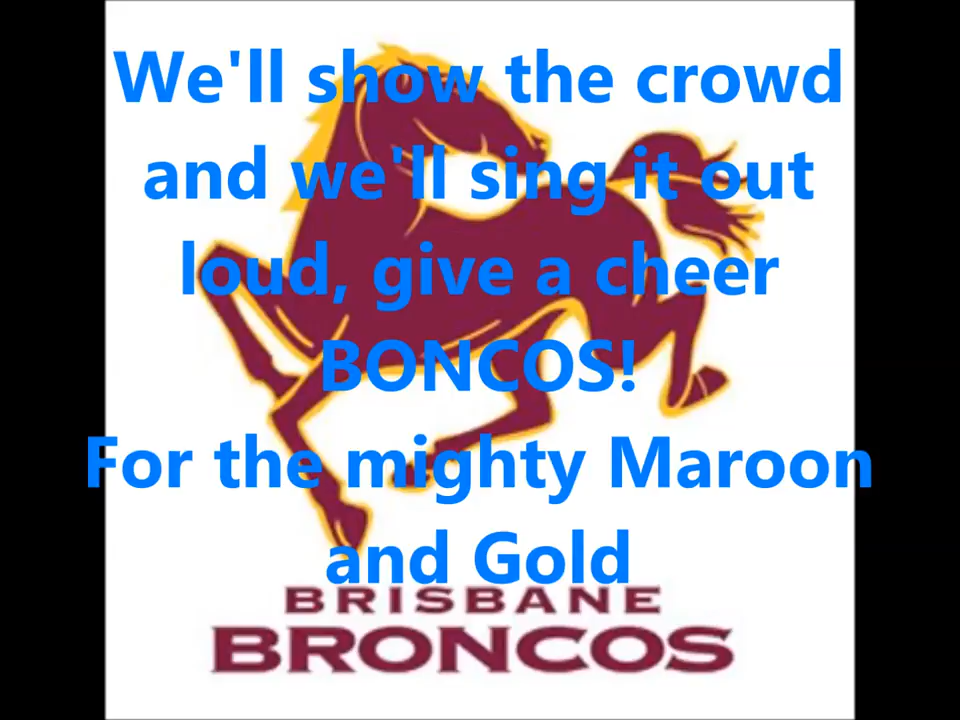 We'll show the crowd
and we'll sing it out
loud, give a cheer
BONCOS!
For the mighty Maroon
and Gold
BRISBANE
BRONCOS